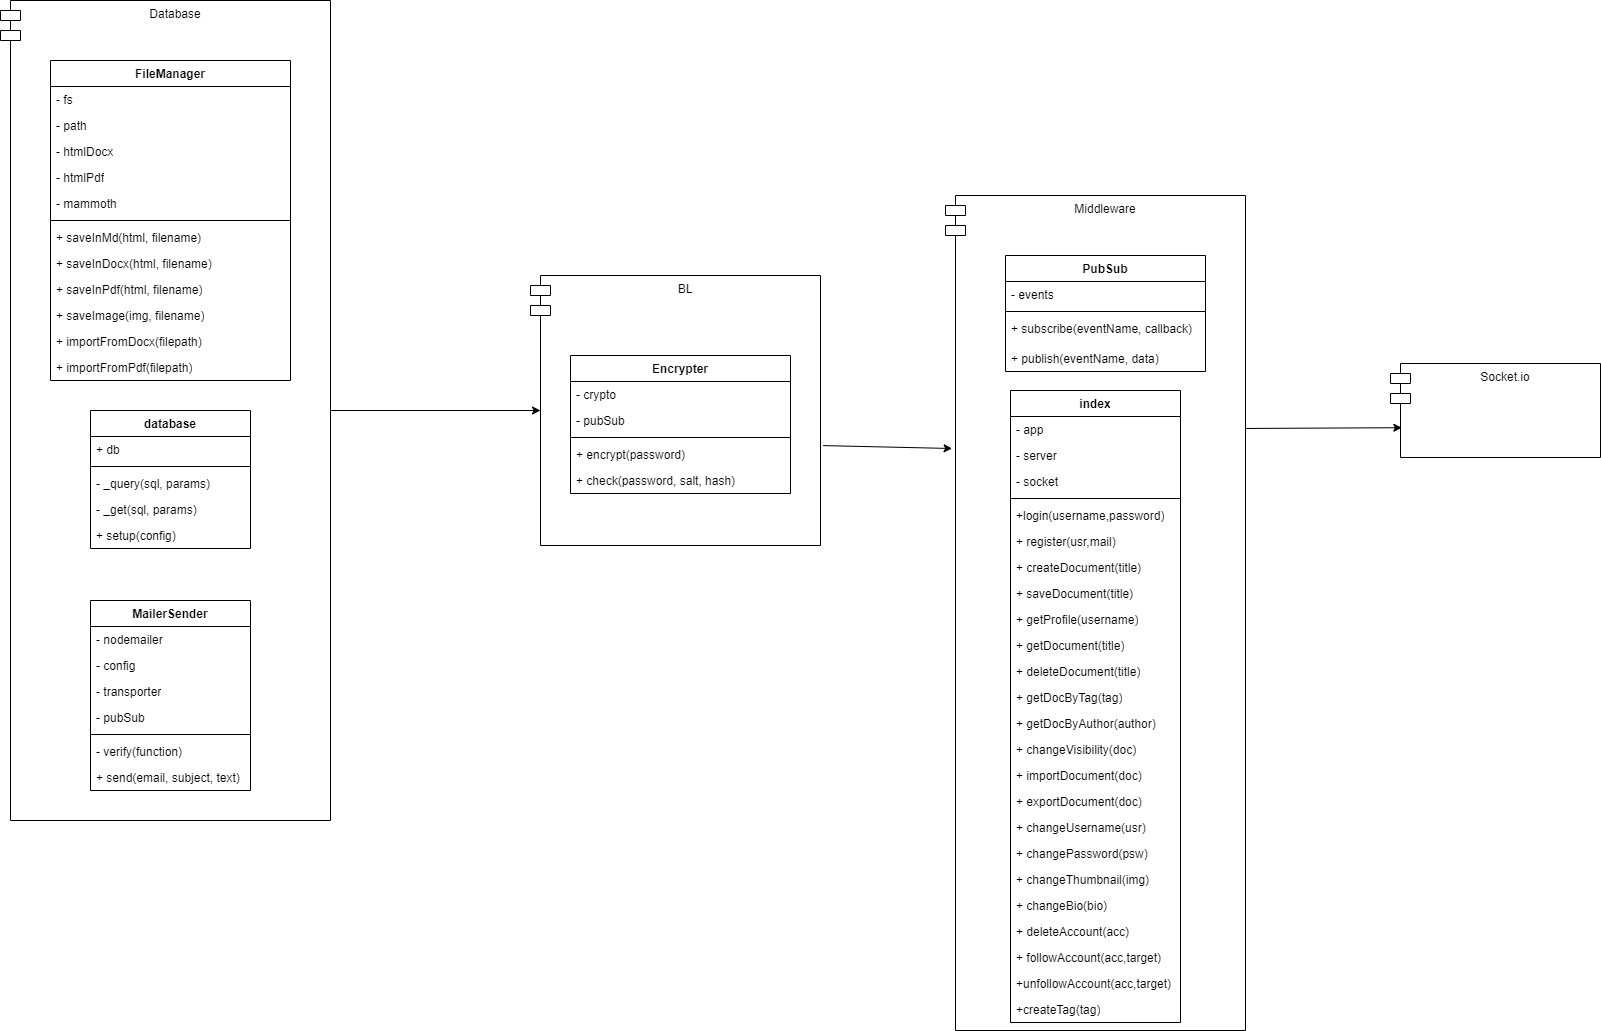 Database
FileManager
- fs
- path
- htmlDocx
- htmlPdf
- mammoth
+ saveInMd(html, filename)
+ saveInDocx(html, filename)
+ saveInPdf(html, filename)
+ saveImage(img, filename)
+ importFromDocx(filepath)
+ importFromPdf(filepath)
database
+ db
- _query(sql, params)
- _get(sql, params)
+ setup(config)
MailerSender
- nodemailer
- config
- transporter
- pubSub
- verify(function)
+ send(email, subject, text)
BL
Encrypter
- crypto
- pubSub
+ encrypt(password)
+ check(password, salt, hash)
Middleware
PubSub
- events
+ subscribe(eventName, callback)
+ publish(eventName, data)
index
- app
- server
- socket
+login(username,password)
+ register(usr,mail)
+ createDocument(title)
+ saveDocument(title)
+ getProfile(username)
+ getDocument(title)
+ deleteDocument(title)
+ getDocByTag(tag)
+ getDocByAuthor(author)
+ changeVisibility(doc)
+ importDocument(doc)
+ exportDocument(doc)
+ changeUsername(usr)
+ changePassword(psw)
+ changeThumbnail(img)
+ changeBio(bio)
+ deleteAccount(acc)
+ followAccount(acc,target)
+unfollowAccount(acc,target)
+createTag(tag)
Socket.io